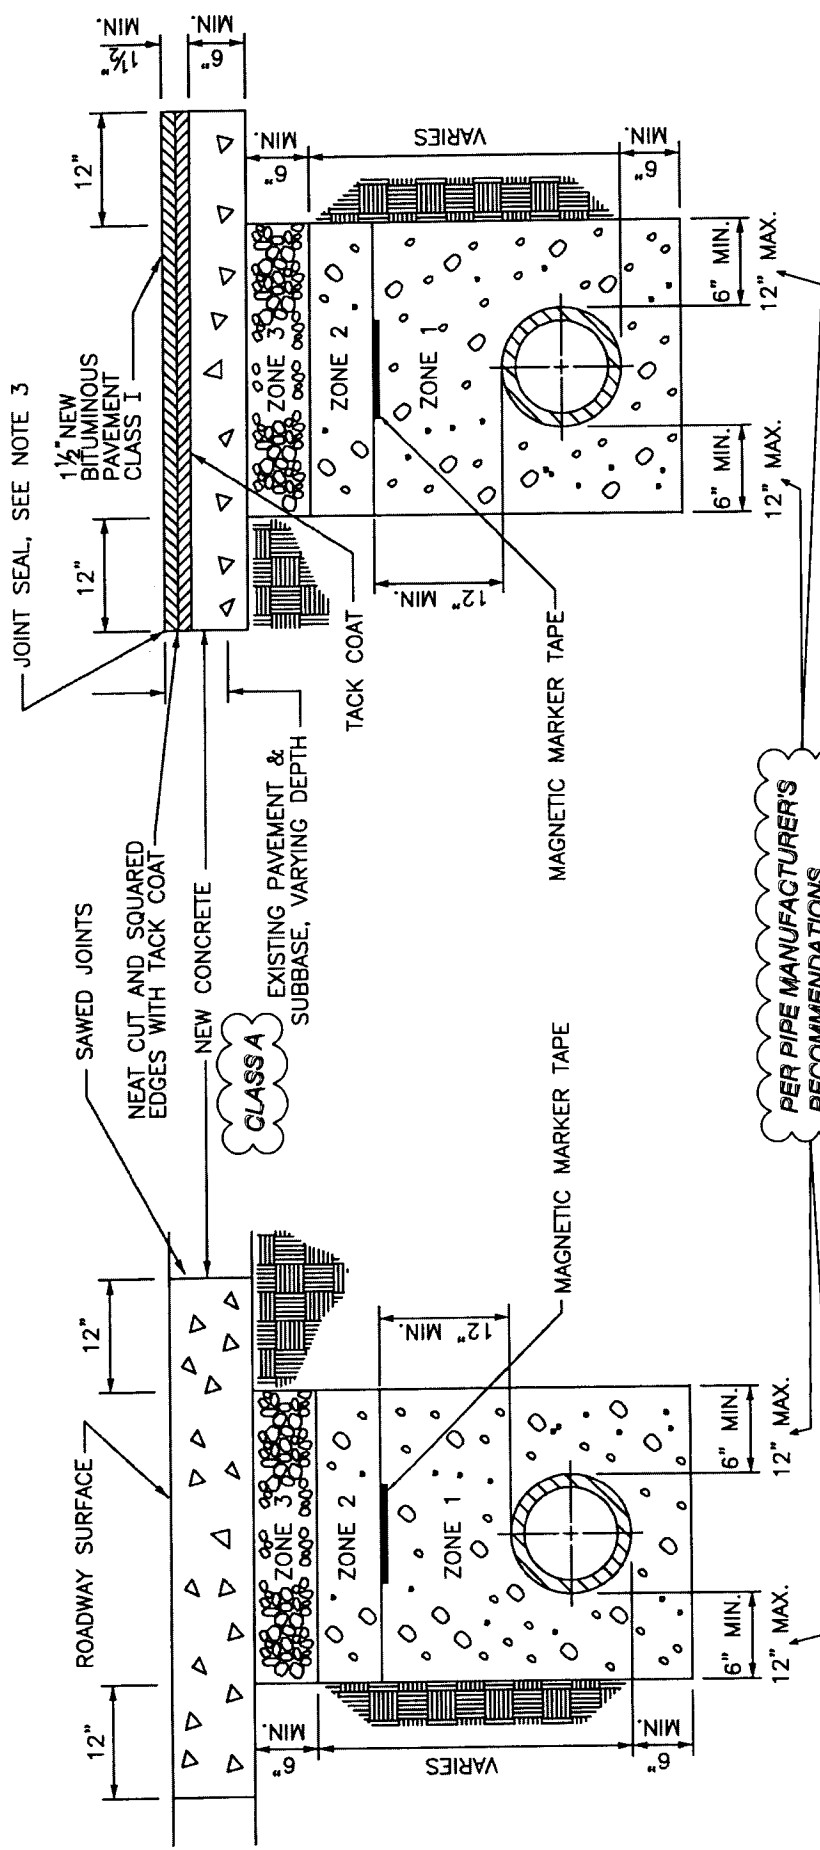 ROADWAY SURFACE
12"
12"
SAWED JOINTS
NEAT CUT AND SQUARED
EDGES WITH TACK COAT
NEW CONCRETE
CLASS A
EXISTING PAVEMENT &
SUBBASE, VARYING DEPTH
ZONE 3
ZONE 2
ZONE 1
6"
MIN.
VARIES
6"
MIN.
12" MIN.
6" MIN.
12" MAX.
6" MIN.
12" MAX.
MAGNETIC MARKER TAPE
JOINT SEAL, SEE NOTE 3
12"
1½" NEW
BITUMINOUS
PAVEMENT
CLASS I
12"
1½"
MIN.
6"
MIN.
TACK COAT
ZONE 3
ZONE 2
ZONE 1
6"
MIN.
VARIES
6"
MIN.
12" MIN.
6" MIN.
12" MAX.
6" MIN.
12" MAX.
MAGNETIC MARKER TAPE
PER PIPE MANUFACTURER'S
RECOMMENDATIONS